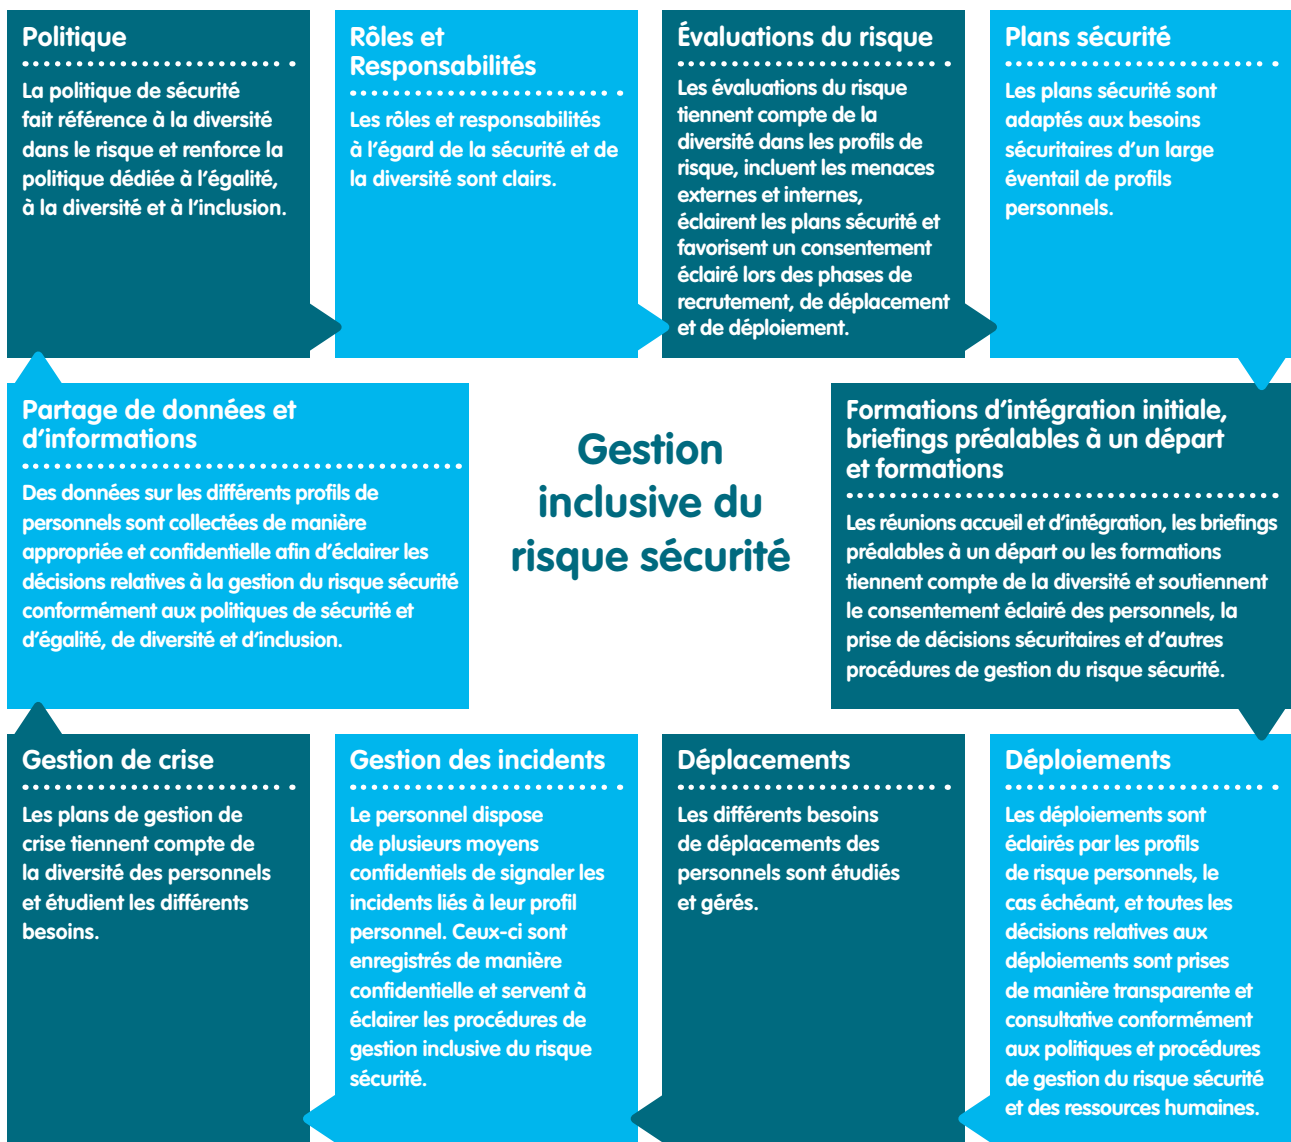 Politique
La politique de sécurité
fait référence à la diversité
dans le risque et renforce la
politique dédiée à l’égalité,
à la diversité et à l’inclusion.
Rôles et
Responsabilités
Les rôles et responsabilités
à l’égard de la sécurité et de
la diversité sont clairs.
Évaluations du risque
Les évaluations du risque
tiennent compte de la
diversité dans les profils de
risque, incluent les menaces
externes et internes,
éclairent les plans sécurité et
favorisent un consentement
éclairé lors des phases de
recrutement, de déplacement
et de déploiement.
Plans sécurité
Les plans sécurité sont
adaptés aux besoins
sécuritaires d’un large
éventail de profils
personnels.
Partage de données et
d’informations
Des données sur les différents profils de
personnels sont collectées de manière
appropriée et confidentielle afin d’éclairer les
décisions relatives à la gestion du risque sécurité
conformément aux politiques de sécurité et
d’égalité, de diversité et d’inclusion.
Gestion
inclusive du
risque sécurité
Formations d’intégration initiale,
briefings préalables à un départ
et formations
Les réunions accueil et d’intégration, les briefings
préalables à un départ ou les formations
tiennent compte de la diversité et soutiennent
le consentement éclairé des personnels, la
prise de décisions sécuritaires et d’autres
procédures de gestion du risque sécurité.
Gestion de crise
Les plans de gestion de
crise tiennent compte de
la diversité des personnels
et étudient les différents
besoins.
Gestion des incidents
Le personnel dispose
de plusieurs moyens
confidentiels de signaler les
incidents liés à leur profil
personnel. Ceux-ci sont
enregistrés de manière
confidentielle et servent à
éclairer les procédures de
gestion inclusive du risque
sécurité.
Déplacements
Les différents besoins
de déplacements des
personnels sont étudiés
et gérés.
Déploiements
Les déploiements sont
éclairés par les profils
de risque personnels, le
cas échéant, et toutes les
décisions relatives aux
déploiements sont prises
de manière transparente et
consultative conformément
aux politiques et procédures
de gestion du risque sécurité
et des ressources humaines.